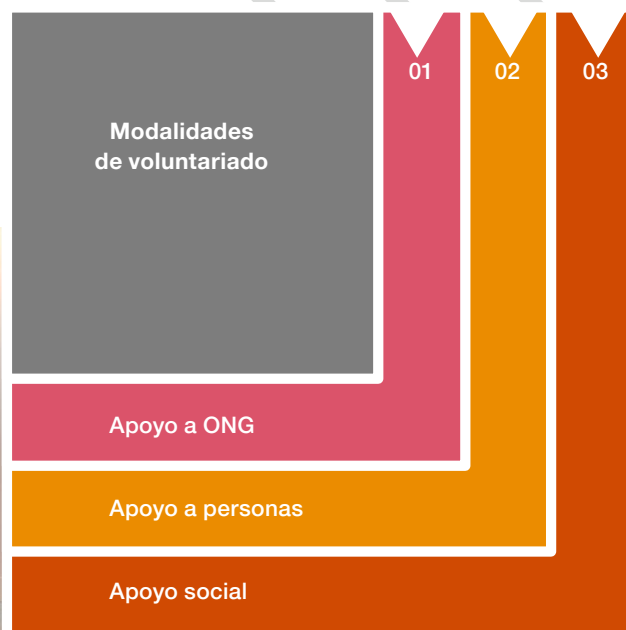 01
02
03
Modalidades
de voluntariado
Apoyo a ONG
Apoyo a personas
Apoyo social